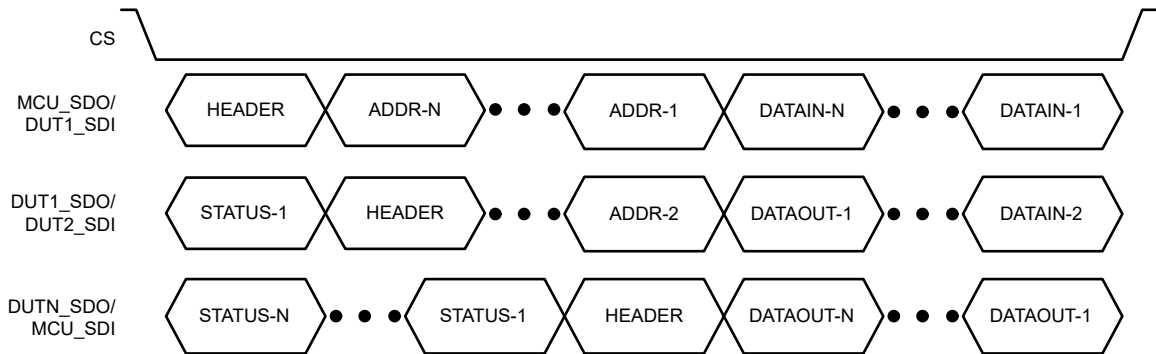 CS
MCU_SDO/
DUT1_SDI
HEADER
ADDR-N
ADDR-1
DATAIN-N
DATAIN-1
DUT1_SDO/
DUT2_SDI
STATUS-1
HEADER
ADDR-2
DATAOUT-1
DATAIN-2
DUTN_SDO/
MCU_SDI
STATUS-N
STATUS-1
HEADER
DATAOUT-N
DATAOUT-1